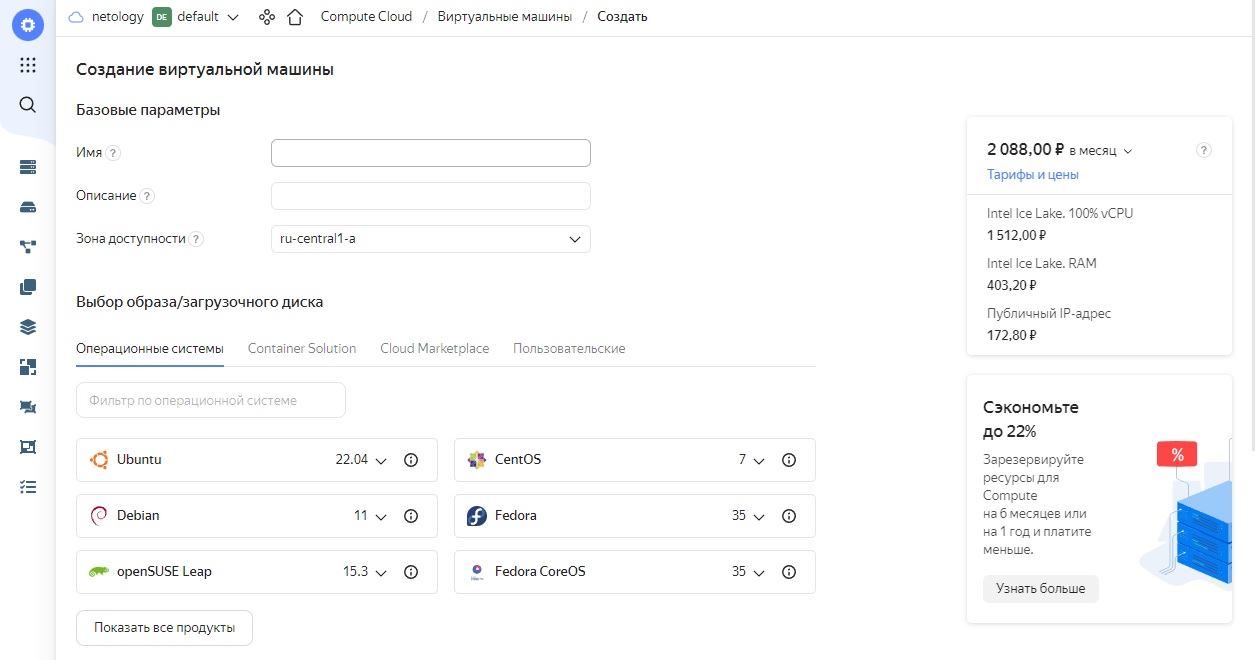 netology DE default Compute Cloud / Виртуальные машины / Создать
Создание виртуальной машины
Базовые параметры
Имя ?
Описание ?
Зона доступности ? ru-central1-a
Выбор образа/загрузочного диска
Операционные системы Container Solution Cloud Marketplace Пользовательские
Фильтр по операционной системе
Ubuntu 22.04
CentOS 7
Debian 11
Fedora 35
openSUSE Leap 15.3
Fedora CoreOS 35
Показать все продукты
2 088,00 ₽ в месяц ?
Тарифы и цены
Intel Ice Lake. 100% vCPU
1 512,00 ₽
Intel Ice Lake. RAM
403,20 ₽
Публичный IP-адрес
172,80 ₽
Сэкономьте
до 22%
Зарезервируйте
ресурсы для
Compute
на 6 месяцев или
на 1 год и платите
меньше.
%
Узнать больше